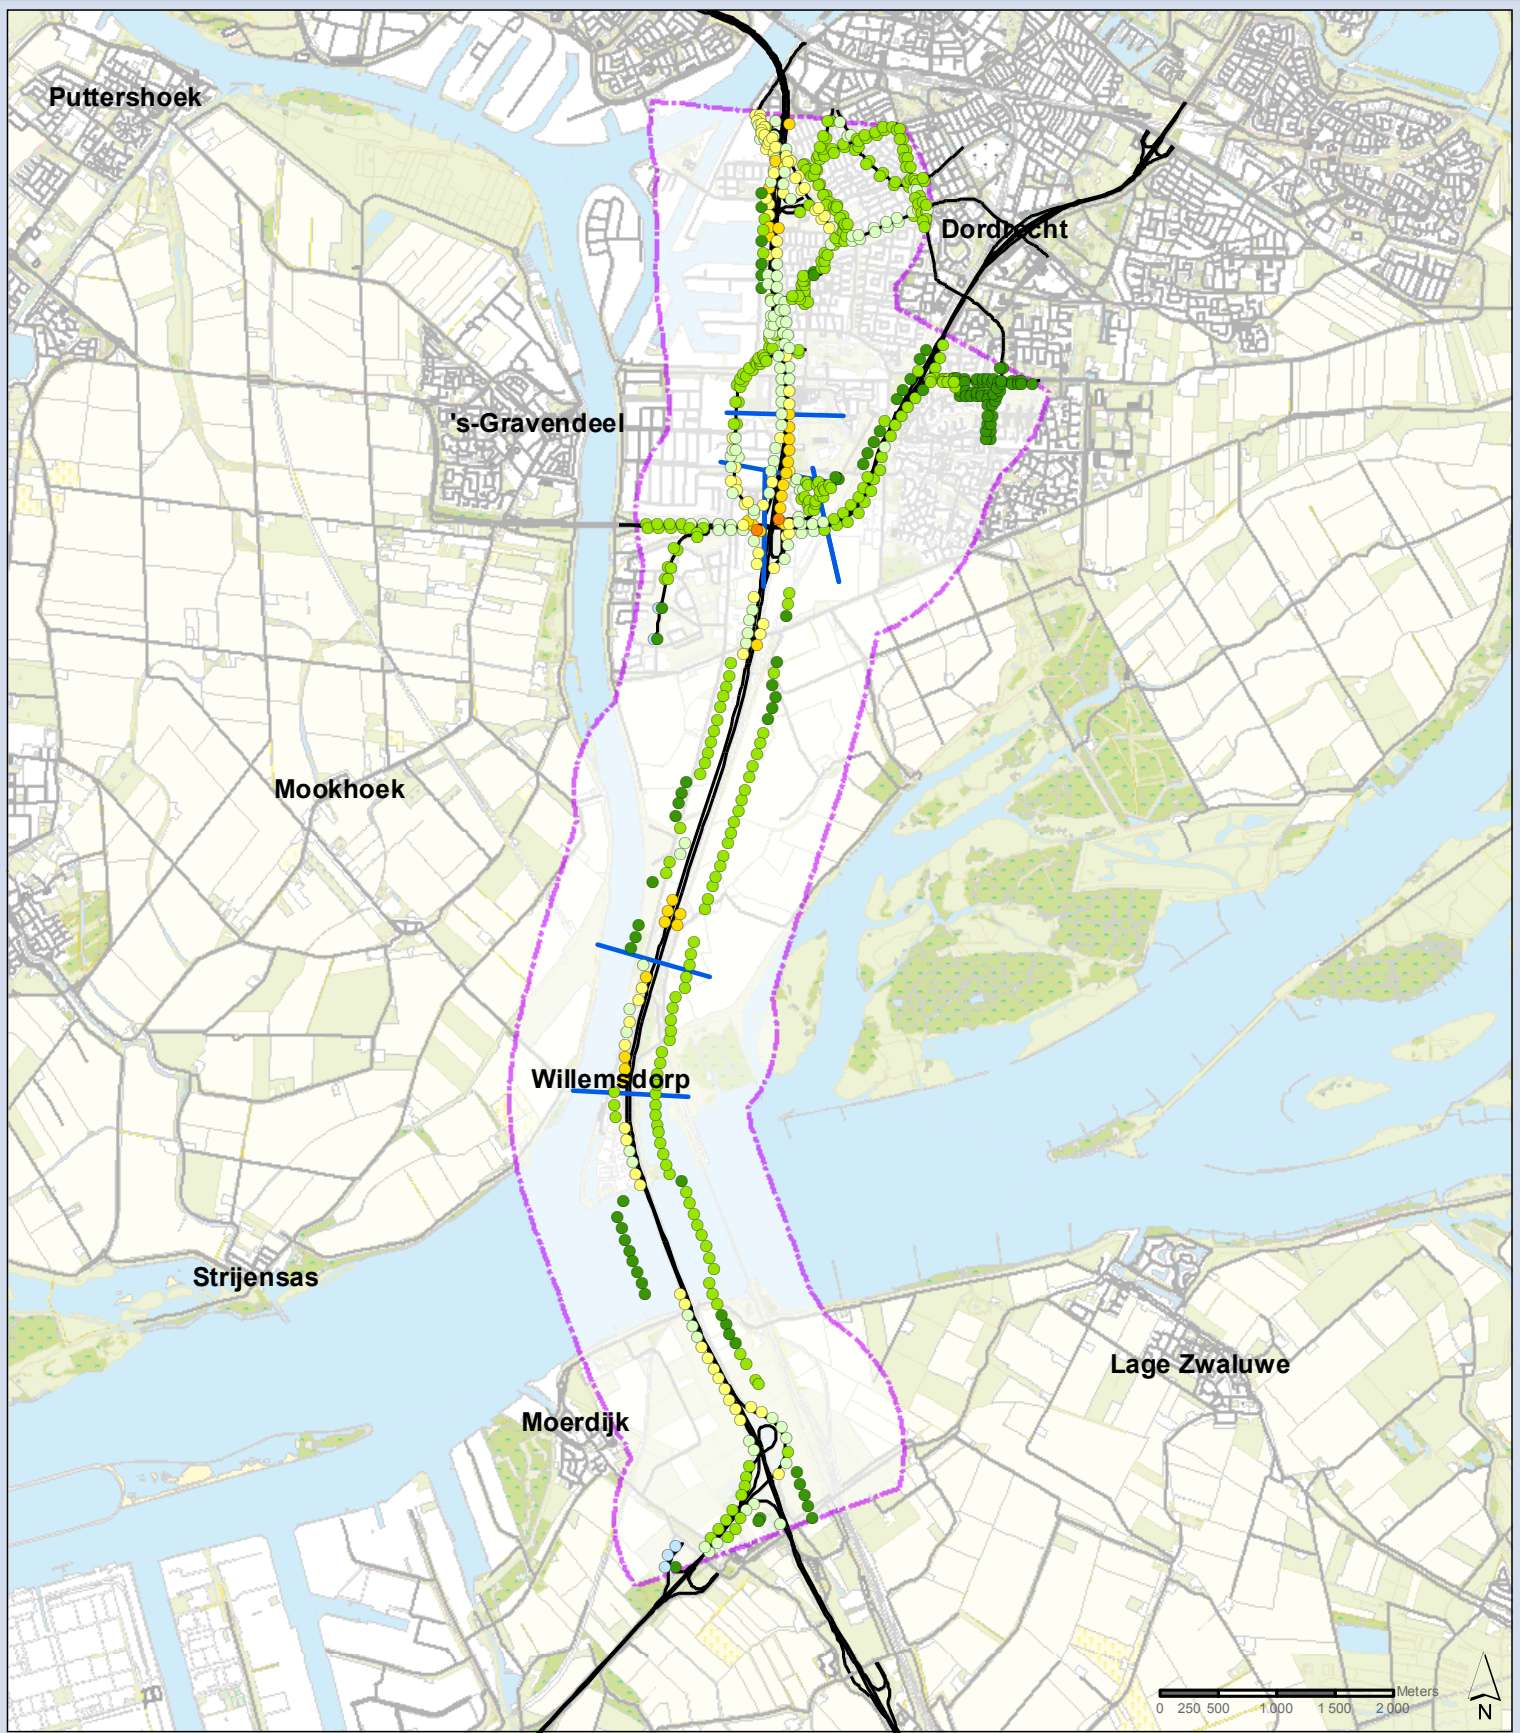 Puttershoek
Dordrecht
's-Gravendeel
Mookhoek
Willemsdorp
Strijensas
Lage Zwaluwe
Moerdijk
Meters
0 250 500 1 000 1 500 2 000
N